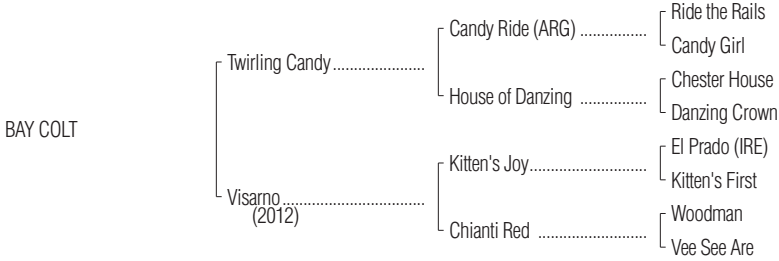 Ride the Rails
Candy Ride (ARG) ................
Candy Girl
Twirling Candy......................
Chester House
House of Danzing ................
Danzing Crown
BAY COLT
El Prado (IRE)
Kitten's Joy............................
Kitten's First
Visarno..................................
(2012)
Woodman
Chianti Red ..........................
Vee See Are